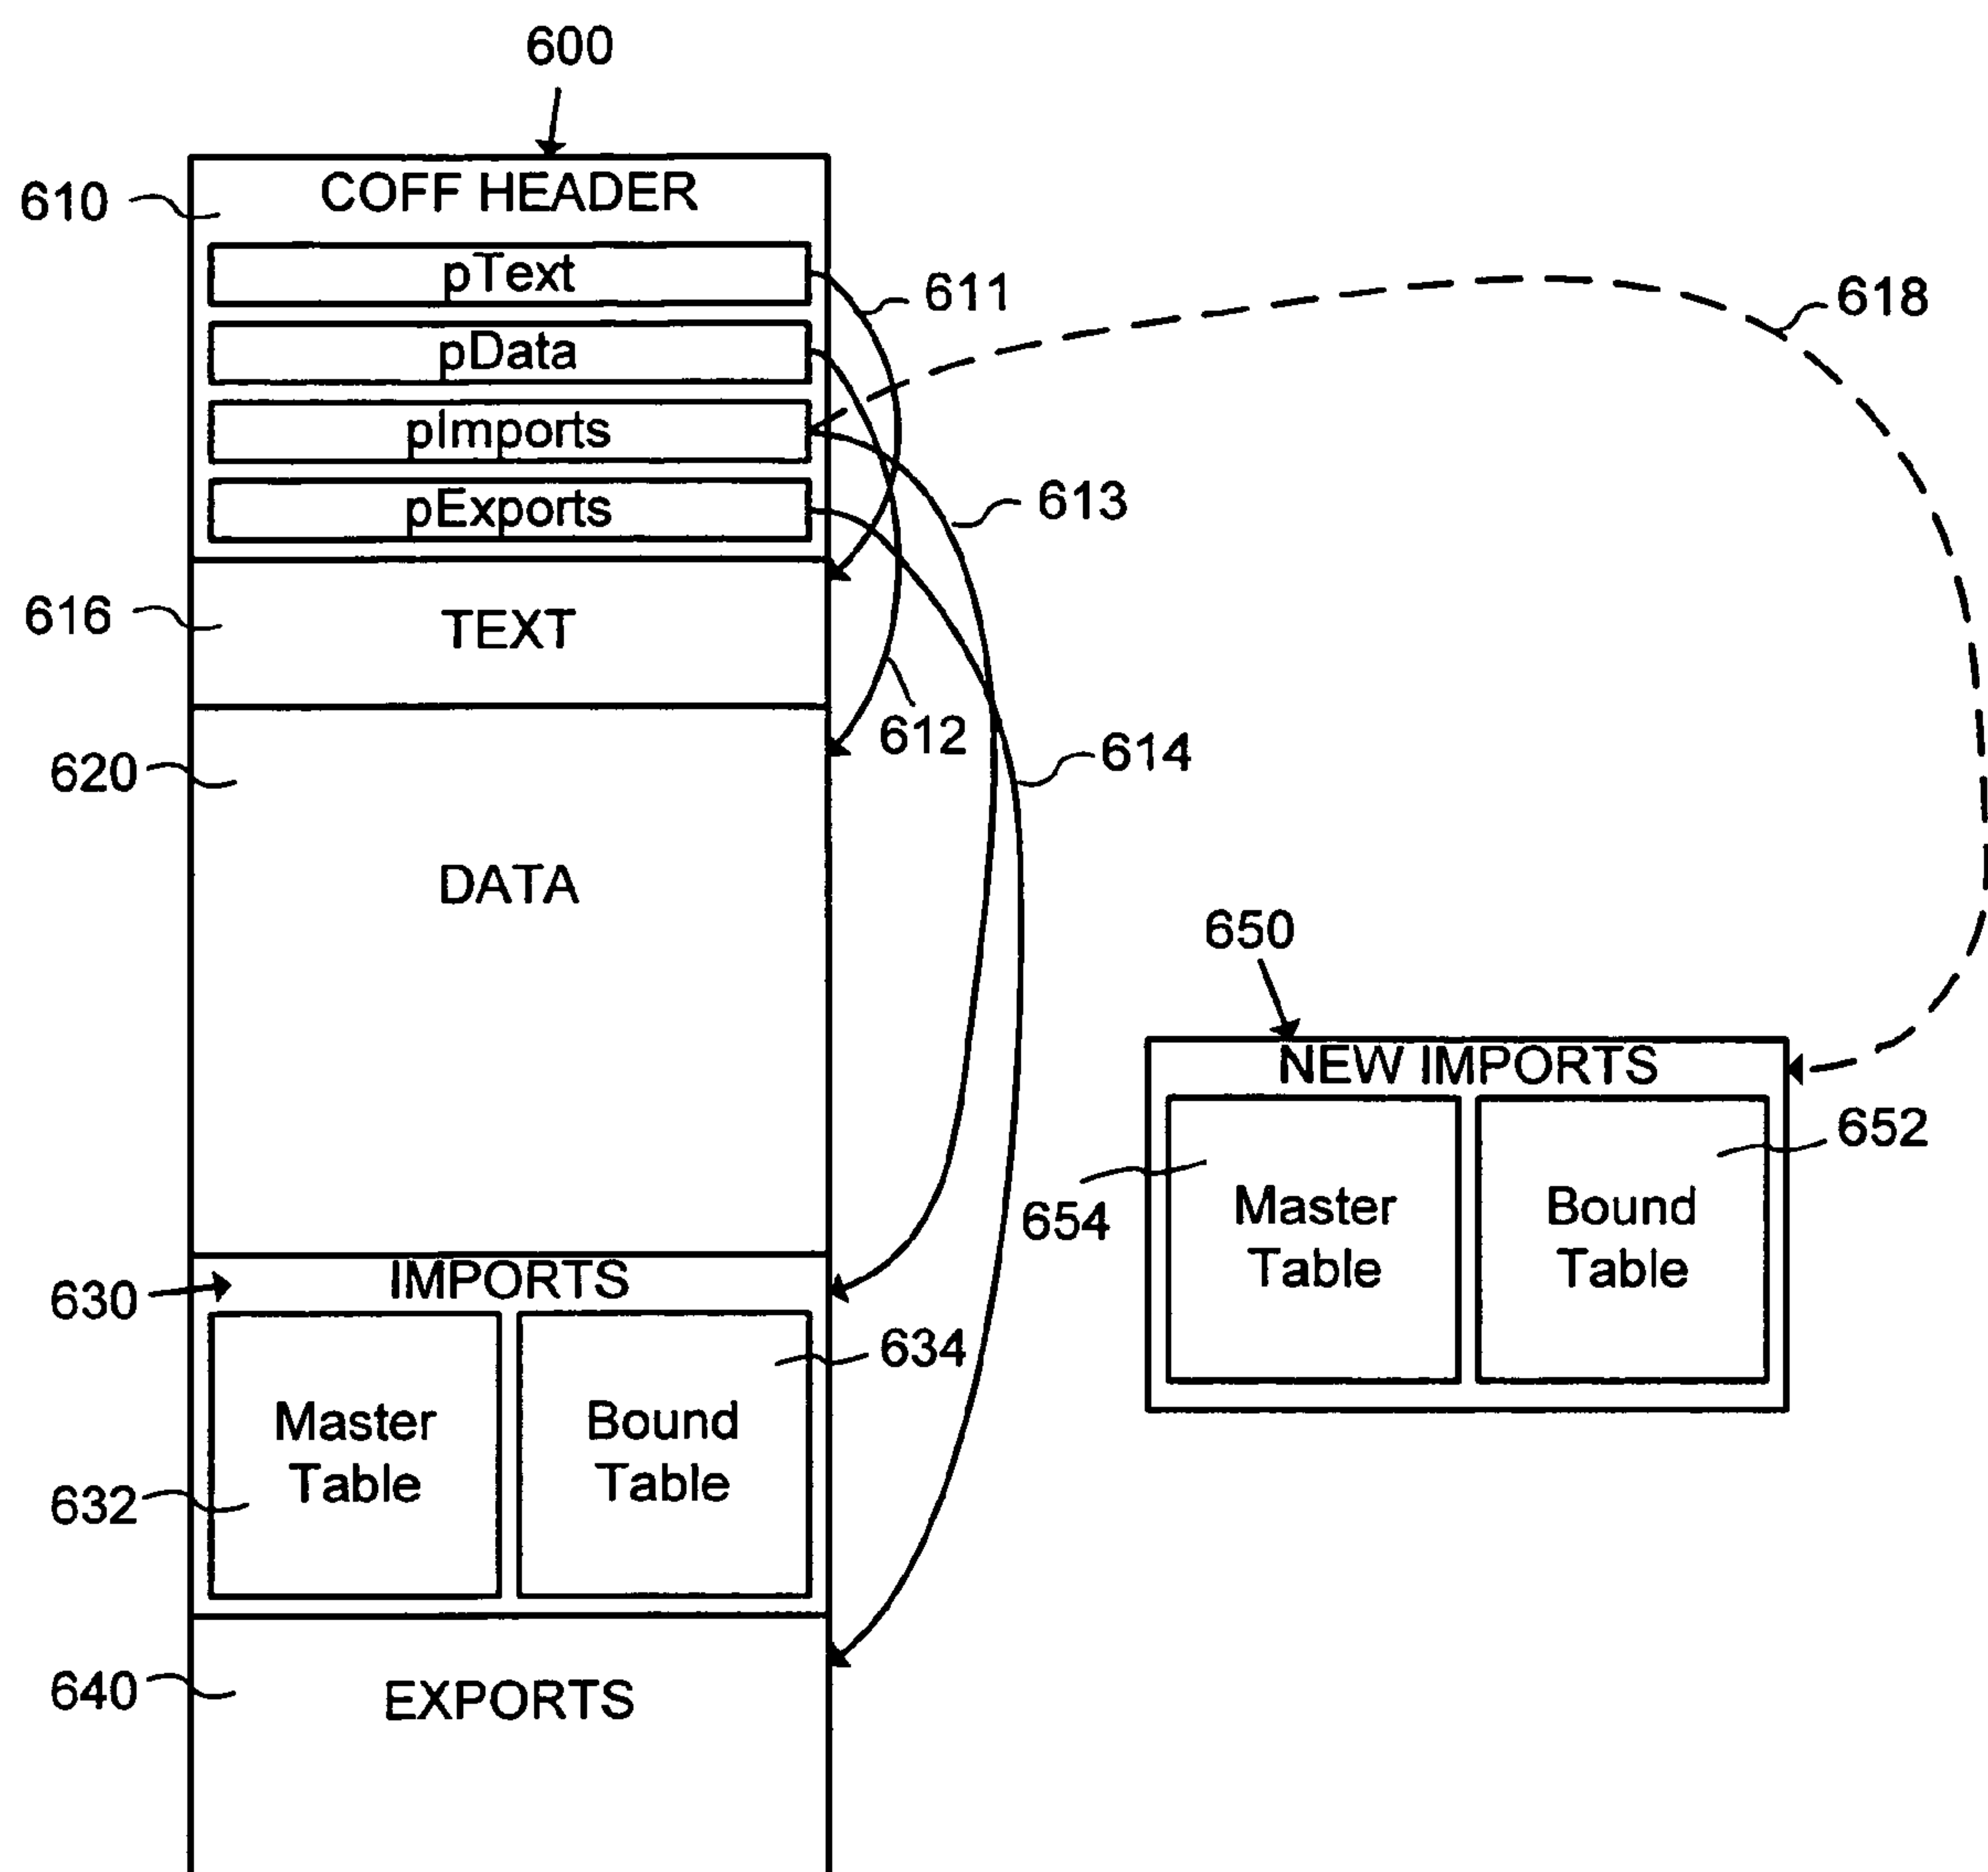 600
610
COFF HEADER
pText
611
618
pData
pImports
613
pExports
616
TEXT
612
614
620
DATA
650
NEW IMPORTS
652
654
Master
Table
Bound
Table
630
IMPORTS
634
Master
Table
Bound
Table
632
640
EXPORTS